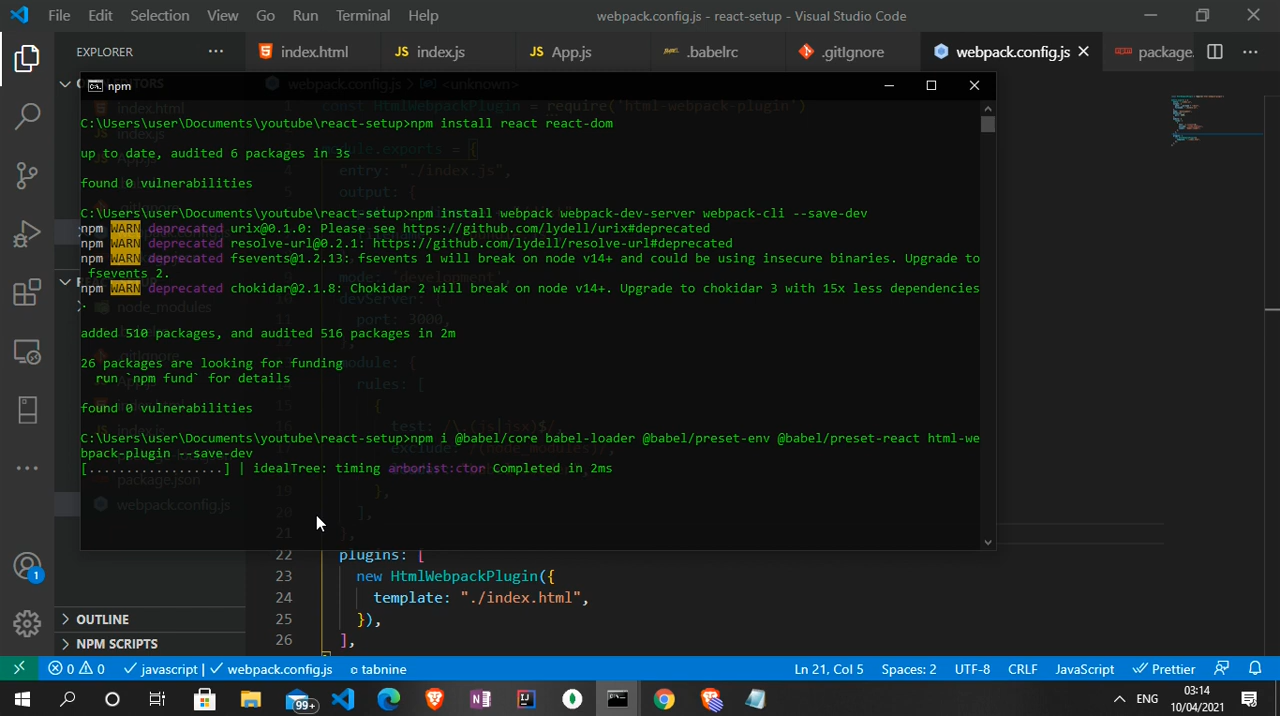 File Edit Selection View Go Run Terminal Help
webpack.config.js - react-setup - Visual Studio Code
EXPLORER
index.html
index.js
App.js
.babelrc
.gitIgnore
webpack.config.js
package.
webpack.config.js > <unknown>
npm
const HtmlWebpackPlugin = require('html-webpack-plugin')
C:\Users\user\Documents\youtube\react-setup>npm install react react-dom
up to date, audited 6 packages in 3s
module.exports = {
entry: "./index.js",
found 0 vulnerabilities
output: {
C:\Users\user\Documents\youtube\react-setup>npm install webpack webpack-dev-server webpack-cli --save-dev
npm WARN deprecated urix@0.1.0: Please see https://github.com/lydell/urix#deprecated
npm WARN deprecated resolve-url@0.2.1: https://github.com/lydell/resolve-url#deprecated
npm WARN deprecated fsevents@1.2.13: fsevents 1 will break on node v14+ and could be using insecure binaries. Upgrade to
fsevents 2.
mode: 'development',
npm WARN deprecated chokidar@2.1.8: Chokidar 2 will break on node v14+. Upgrade to chokidar 3 with 15x less dependencies
.
node_modules
devServer: {
port: 3000,
added 510 packages, and audited 516 packages in 2m
26 packages are looking for funding
run `npm fund` for details
module: {
rules: [
found 0 vulnerabilities
15 {
test: /\.(js|jsx)$/,
C:\Users\user\Documents\youtube\react-setup>npm i @babel/core babel-loader @babel/preset-env @babel/preset-react html-we
bpack-plugin --save-dev
[..................] | idealTree: timing arborist:ctor Completed in 2ms
package.json
webpack.config.js
19 },
20 ],
21 },
22 plugins: [
23 new HtmlWebpackPlugin({
24 template: "./index.html",
25 }),
26 ],
1
OUTLINE
NPM SCRIPTS
0 0 javascript | webpack.config.js tabnine
Ln 21, Col 5 Spaces: 2 UTF-8 CRLF JavaScript Prettier
99+
ENG
03:14
10/04/2021